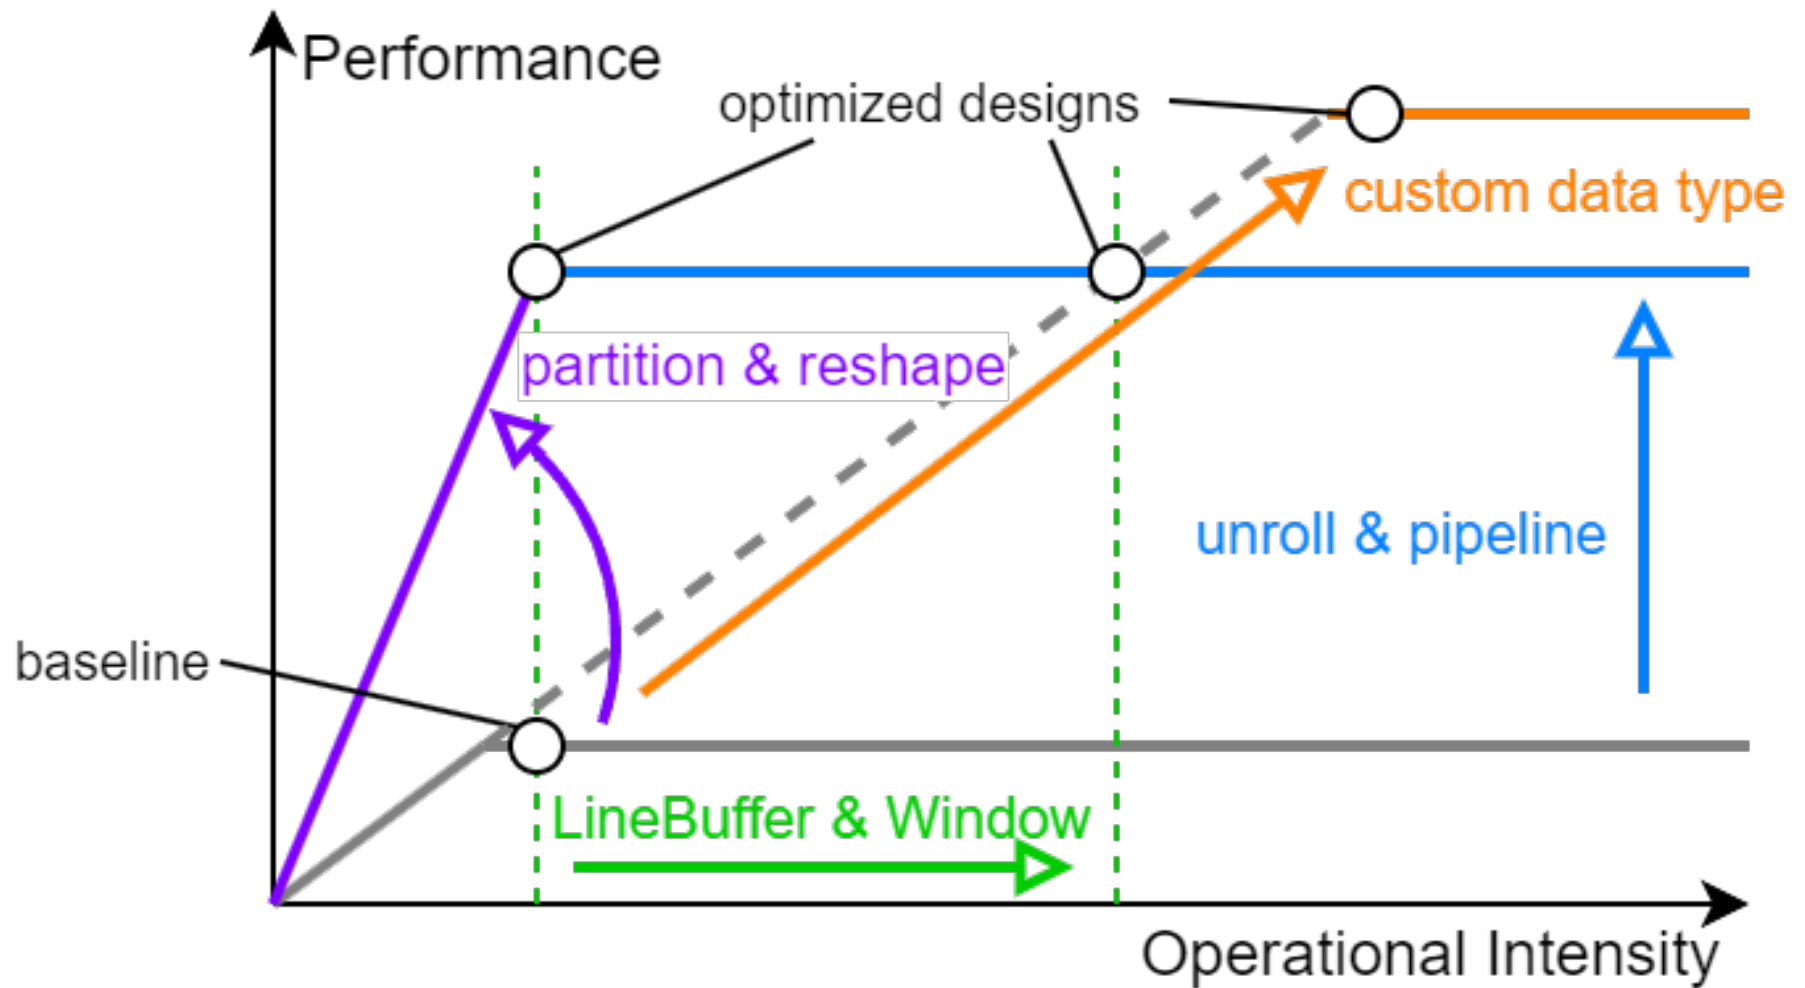 Performance
optimized designs
custom data type
partition & reshape
unroll & pipeline
baseline
LineBuffer & Window
Operational Intensity